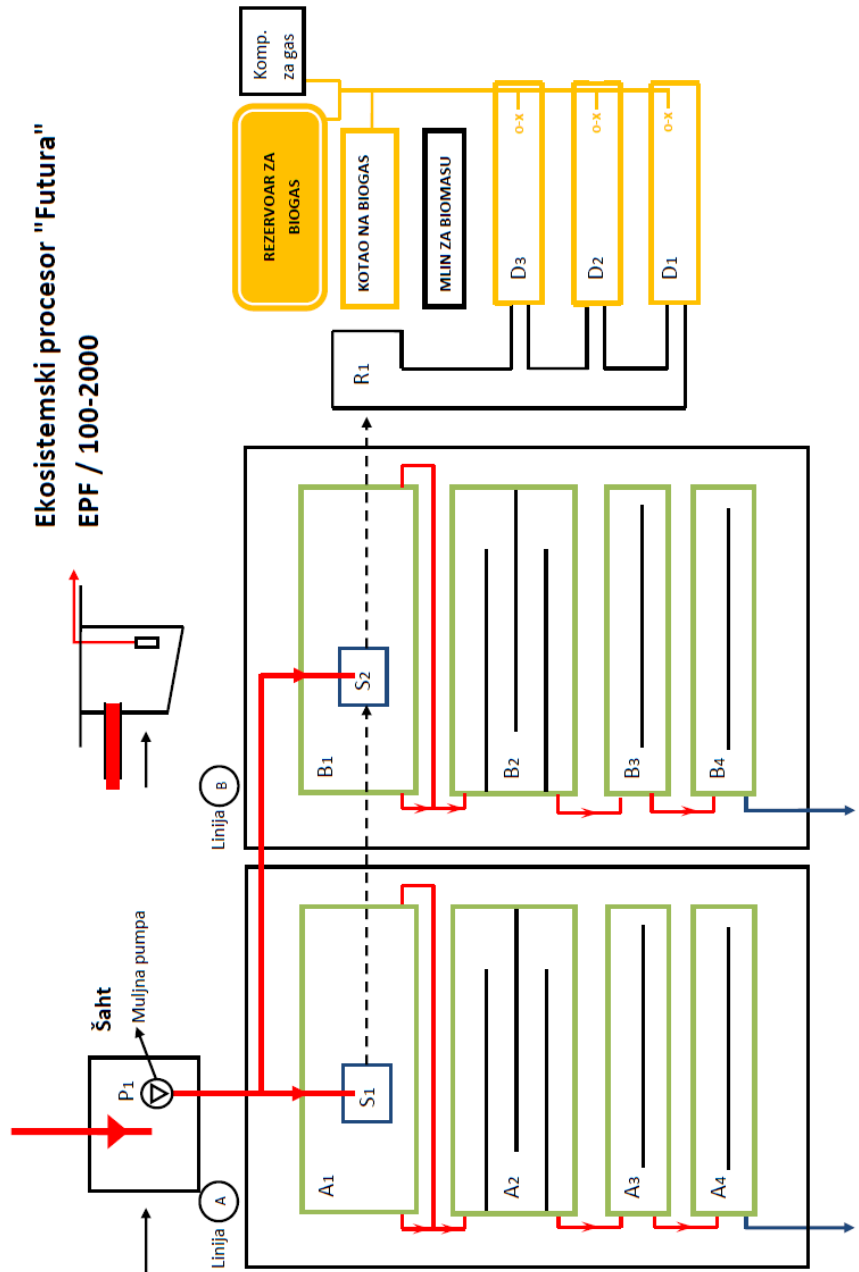 Ekosistemski procesor "Futura"
EPF / 100-2000
Šaht
Muljna pumpa
P1
Linija A
Linija B
A1
S1
A2
A3
A4
B1
S2
B2
B3
B4
R1
Komp.
za gas
REZERVOAR ZA
BIOGAS
KOTAO NA BIOGAS
MLIN ZA BIOMASU
D3
o-x
D2
o-x
D1
o-x